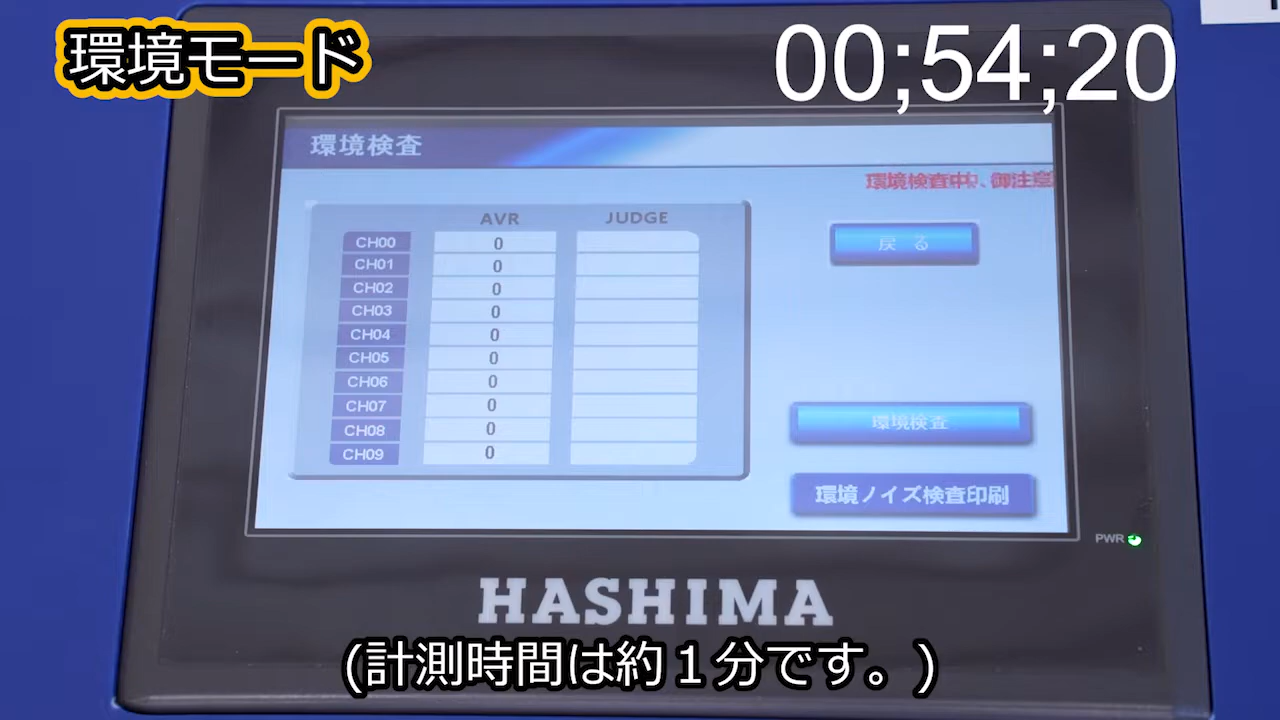 環境モード
00;54;20
環境検査
環境検査中、御注意
AVR JUDGE
CH00 0
CH01 0
CH02 0
CH03 0
CH04 0
CH05 0
CH06 0
CH07 0
CH08 0
CH09 0
戻る
環境検査
環境ノイズ検査印刷
PWR
HASHIMA
(計測時間は約１分です。)